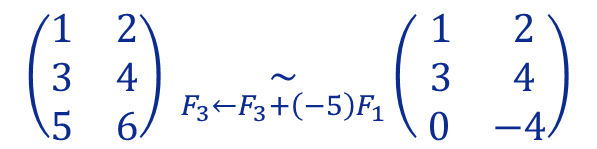 1 2 1 2
3 4 ~ 3 4
F₃←F₃+(−5)F₁
5 6 0 −4